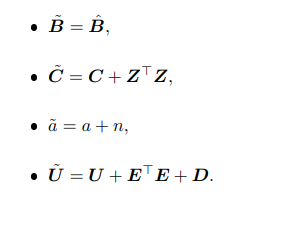 • B̃ = B̂,
• C̃ = C + Z⊤Z,
• ã = a + n,
• Ũ = U + E⊤E + D.